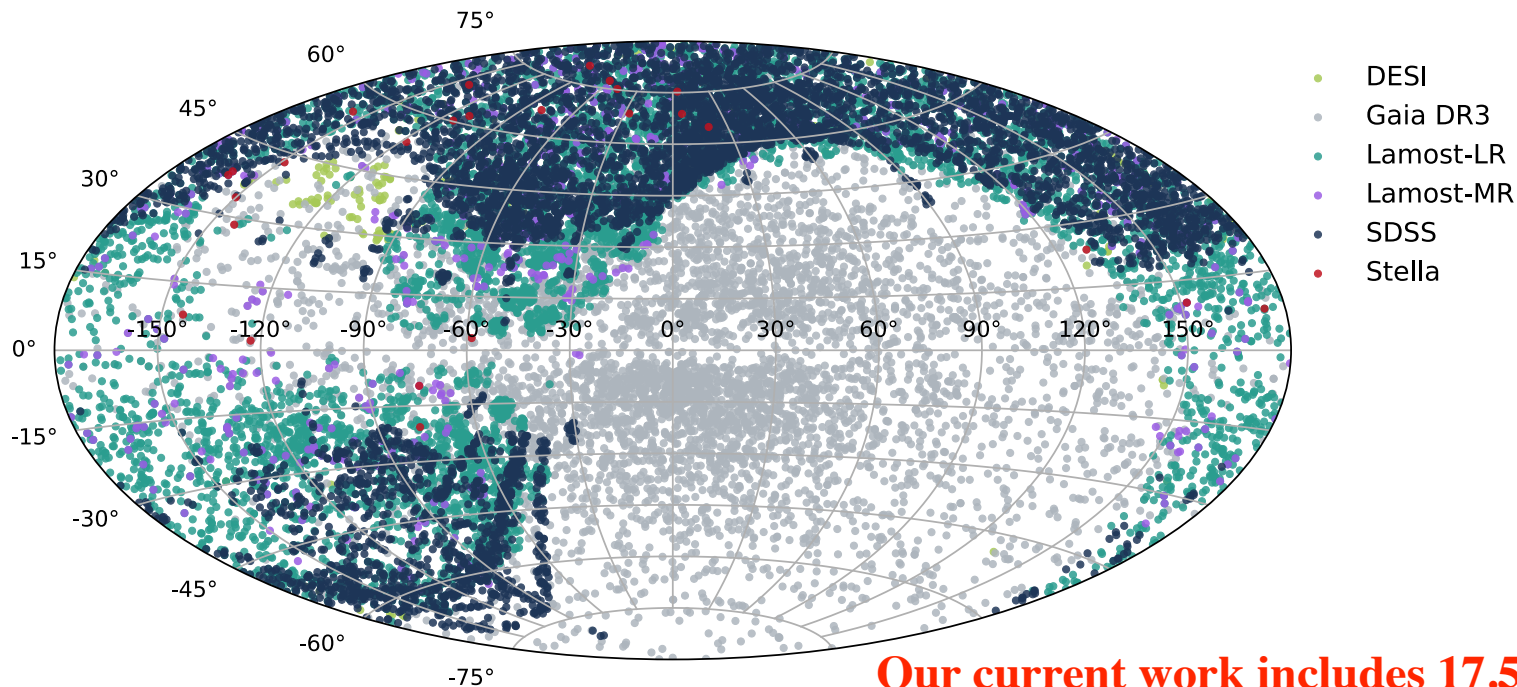 75°
60°
45°
30°
15°
0°
-15°
-30°
-45°
-60°
-75°
-150° -120° -90° -60° -30° 0° 30° 60° 90° 120° 150°
DESI
Gaia DR3
Lamost-LR
Lamost-MR
SDSS
Stella
Our current work includes 17.5